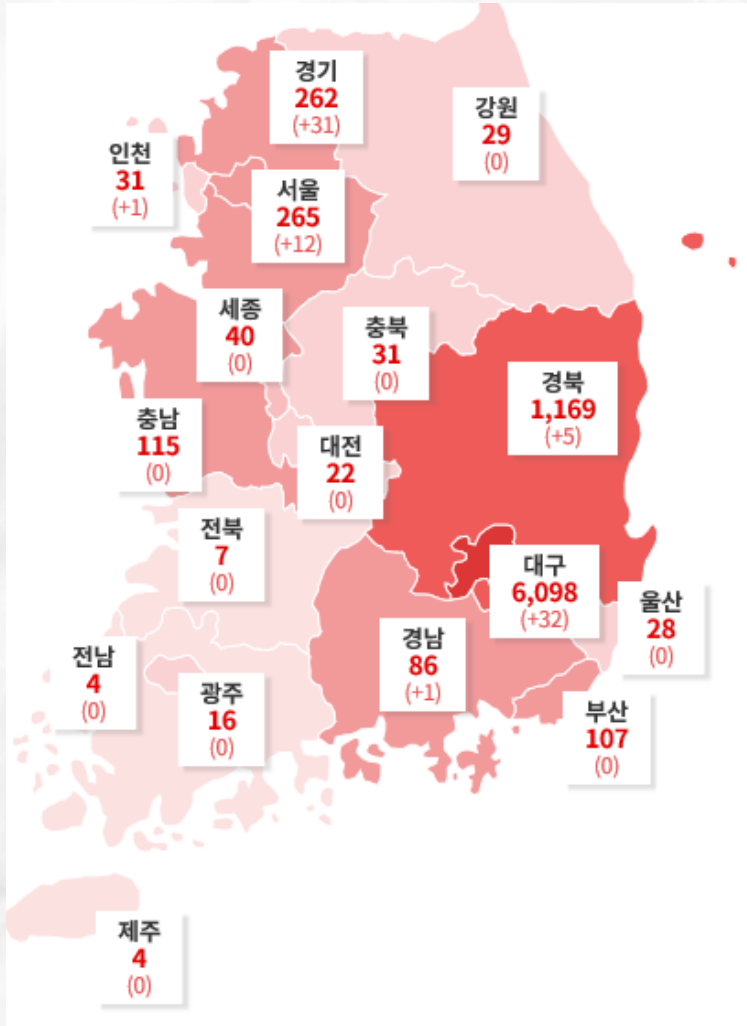 경기
262
(+31)
강원
29
(0)
인천
31
(+1)
서울
265
(+12)
세종
40
(0)
충북
31
(0)
경북
1,169
(+5)
충남
115
(0)
대전
22
(0)
전북
7
(0)
대구
6,098
(+32)
울산
28
(0)
경남
86
(+1)
전남
4
(0)
광주
16
(0)
부산
107
(0)
제주
4
(0)